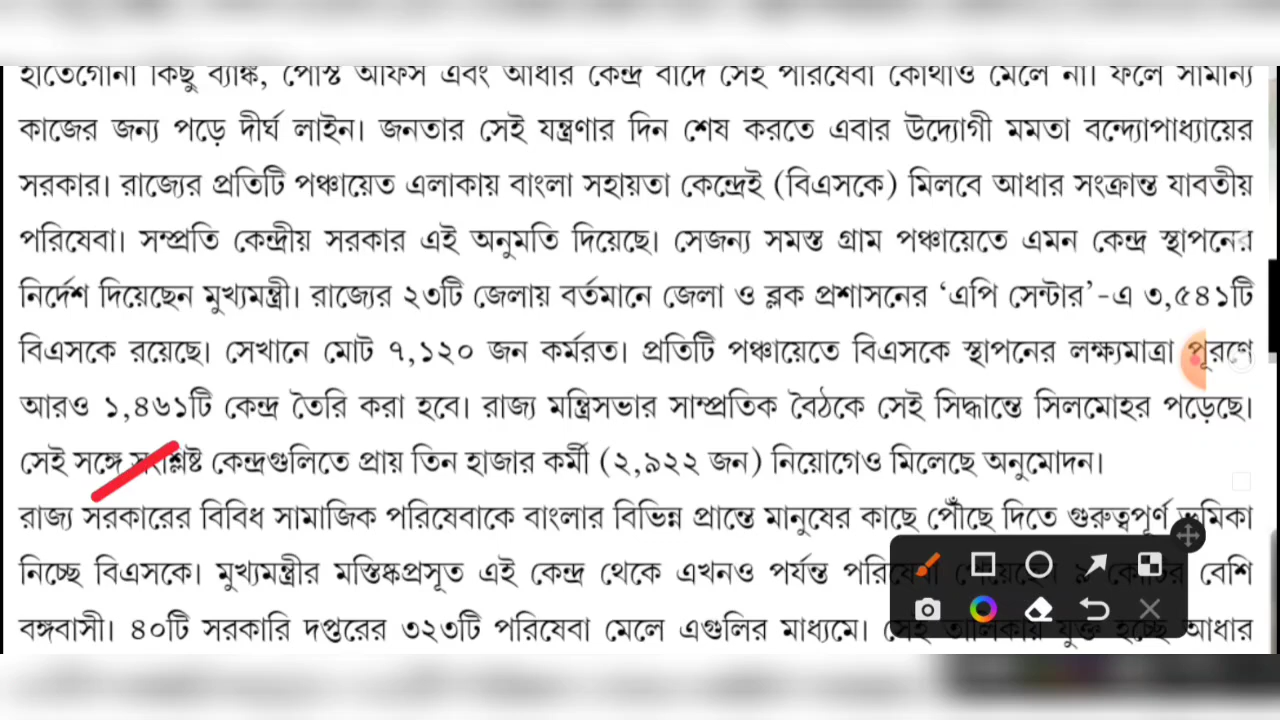 হাতেগোনা কিছু ব্যাঙ্ক, পোস্ট অফিস এবং আধার কেন্দ্র বাদে সেই পরিষেবা কোথাও মেলে না। ফলে সামান্য
কাজের জন্য পড়ে দীর্ঘ লাইন। জনতার সেই যন্ত্রণার দিন শেষ করতে এবার উদ্যোগী মমতা বন্দ্যোপাধ্যায়ের
সরকার। রাজ্যের প্রতিটি পঞ্চায়েত এলাকায় বাংলা সহায়তা কেন্দ্রেই (বিএসকে) মিলবে আধার সংক্রান্ত যাবতীয়
পরিষেবা। সম্প্রতি কেন্দ্রীয় সরকার এই অনুমতি দিয়েছে। সেজন্য সমস্ত গ্রাম পঞ্চায়েতে এমন কেন্দ্র স্থাপনের
নির্দেশ দিয়েছেন মুখ্যমন্ত্রী। রাজ্যের ২৩টি জেলায় বর্তমানে জেলা ও ব্লক প্রশাসনের ‘এপি সেন্টার’-এ ৩,৫৪১টি
বিএসকে রয়েছে। সেখানে মোট ৭,১২০ জন কর্মরত। প্রতিটি পঞ্চায়েতে বিএসকে স্থাপনের লক্ষ্যমাত্রা পূরণে
আরও ১,৪৬১টি কেন্দ্র তৈরি করা হবে। রাজ্য মন্ত্রিসভার সাম্প্রতিক বৈঠকে সেই সিদ্ধান্তে সিলমোহর পড়েছে।
সেই সঙ্গে সংশ্লিষ্ট কেন্দ্রগুলিতে প্রায় তিন হাজার কর্মী (২,৯২২ জন) নিয়োগেও মিলেছে অনুমোদন।
রাজ্য সরকারের বিবিধ সামাজিক পরিষেবাকে বাংলার বিভিন্ন প্রান্তে মানুষের কাছে পৌঁছে দিতে গুরুত্বপূর্ণ ভূমিকা
নিচ্ছে বিএসকে। মুখ্যমন্ত্রীর মস্তিষ্কপ্রসূত এই কেন্দ্র থেকে এখনও পর্যন্ত পরিষেবা পেয়েছেন ৯ কোটির বেশি
বঙ্গবাসী। ৪০টি সরকারি দপ্তরের ৩২৩টি পরিষেবা মেলে এগুলির মাধ্যমে। সেই তালিকায় যুক্ত হচ্ছে আধার